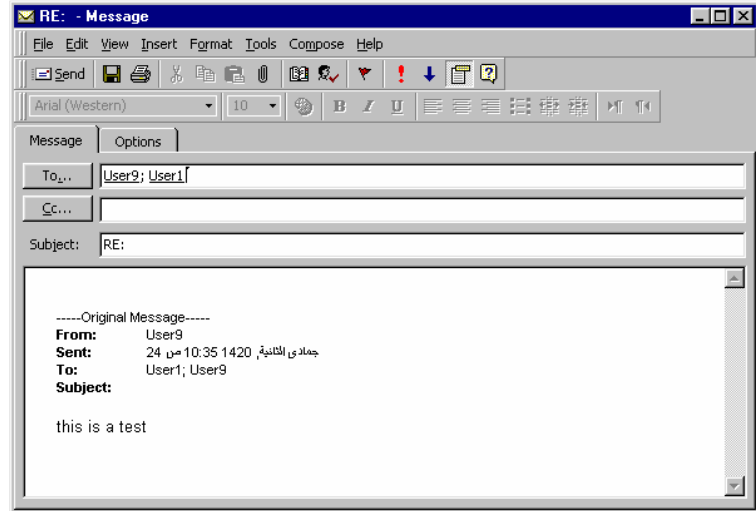 RE: - Message
File Edit View Insert Format Tools Compose Help
Send
Arial (Western) 10 B I U
Message Options
To... User9; User1
Cc...
Subject: RE:
-----Original Message-----
From: User9
Sent: 24 جمادى الثانية, 1420 10:35 ص
To: User1; User9
Subject:
this is a test